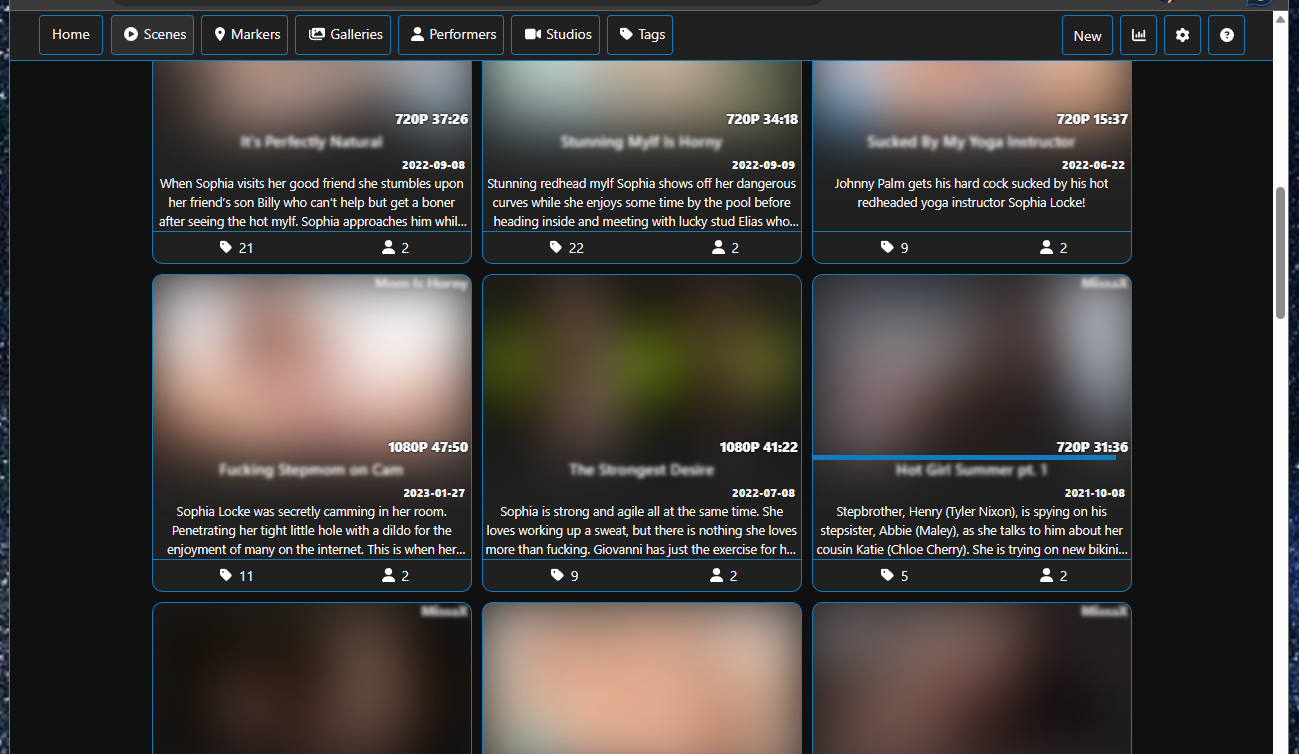 Home
Scenes
Markers
Galleries
Performers
Studios
Tags
New
720P 37:26
It's Perfectly Natural
2022-09-08
When Sophia visits her good friend she stumbles upon
her friend's son Billy who can't help but get a boner
after seeing the hot mylf. Sophia approaches him whil...
21
2
720P 34:18
Stunning Mylf Is Horny
2022-09-09
Stunning redhead mylf Sophia shows off her dangerous
curves while she enjoys some time by the pool before
heading inside and meeting with lucky stud Elias who...
22
2
720P 15:37
Sucked By My Yoga Instructor
2022-06-22
Johnny Palm gets his hard cock sucked by his hot
redheaded yoga instructor Sophia Locke!
9
2
Mom Is Horny
1080P 47:50
Fucking Stepmom on Cam
2023-01-27
Sophia Locke was secretly camming in her room.
Penetrating her tight little hole with a dildo for the
enjoyment of many on the internet. This is when her...
11
2
1080P 41:22
The Strongest Desire
2022-07-08
Sophia is strong and agile all at the same time. She
loves working up a sweat, but there is nothing she loves
more than fucking. Giovanni has just the exercise for h...
9
2
MissaX
720P 31:36
Hot Girl Summer pt. 1
2021-10-08
Stepbrother, Henry (Tyler Nixon), is spying on his
stepsister, Abbie (Maley), as she talks to him about her
cousin Katie (Chloe Cherry). She is trying on new bikini...
5
2
MissaX
MissaX